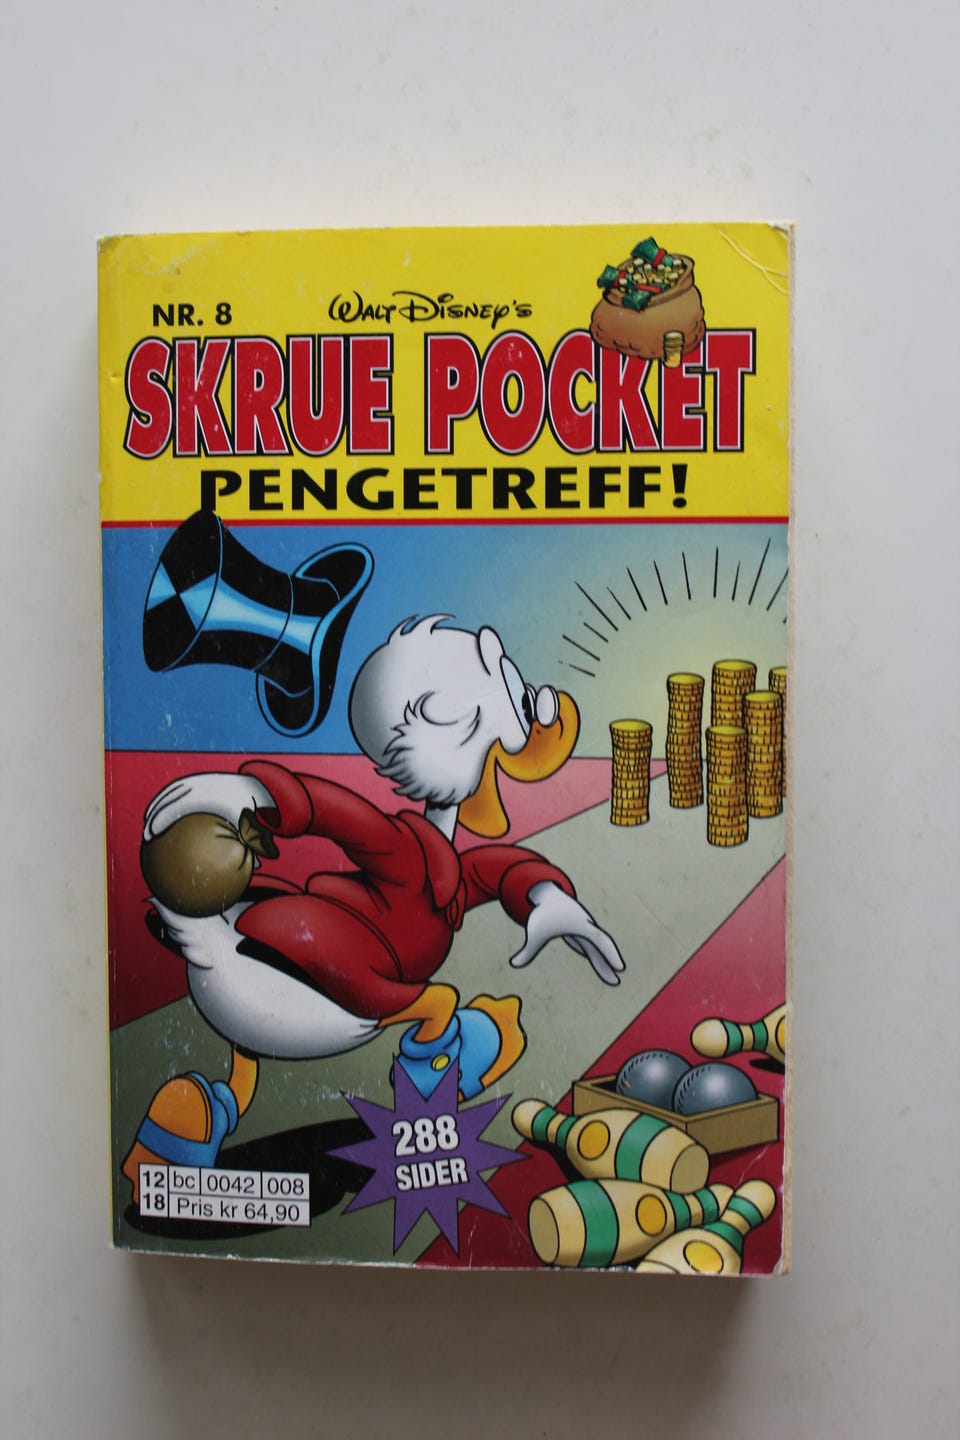 NR. 8
WALT DISNEY'S
SKRUE POCKET
PENGETREFF!
288
SIDER
12 bc 0042 008
18 Pris kr 64,90